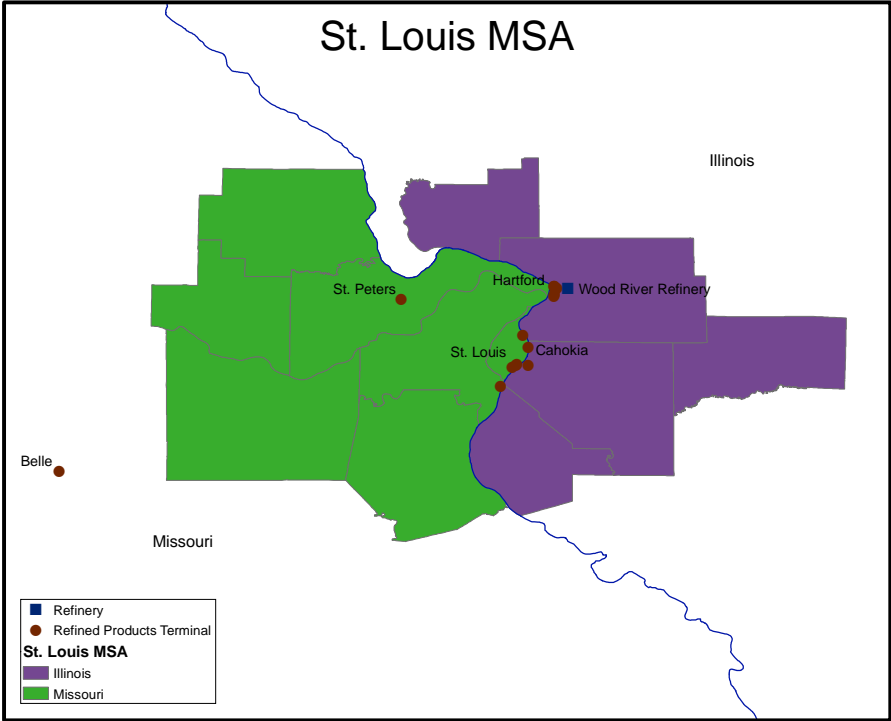 St. Louis MSA
Illinois
Hartford
Wood River Refinery
St. Peters
St. Louis
Cahokia
Belle
Missouri
Refinery
Refined Products Terminal
St. Louis MSA
Illinois
Missouri